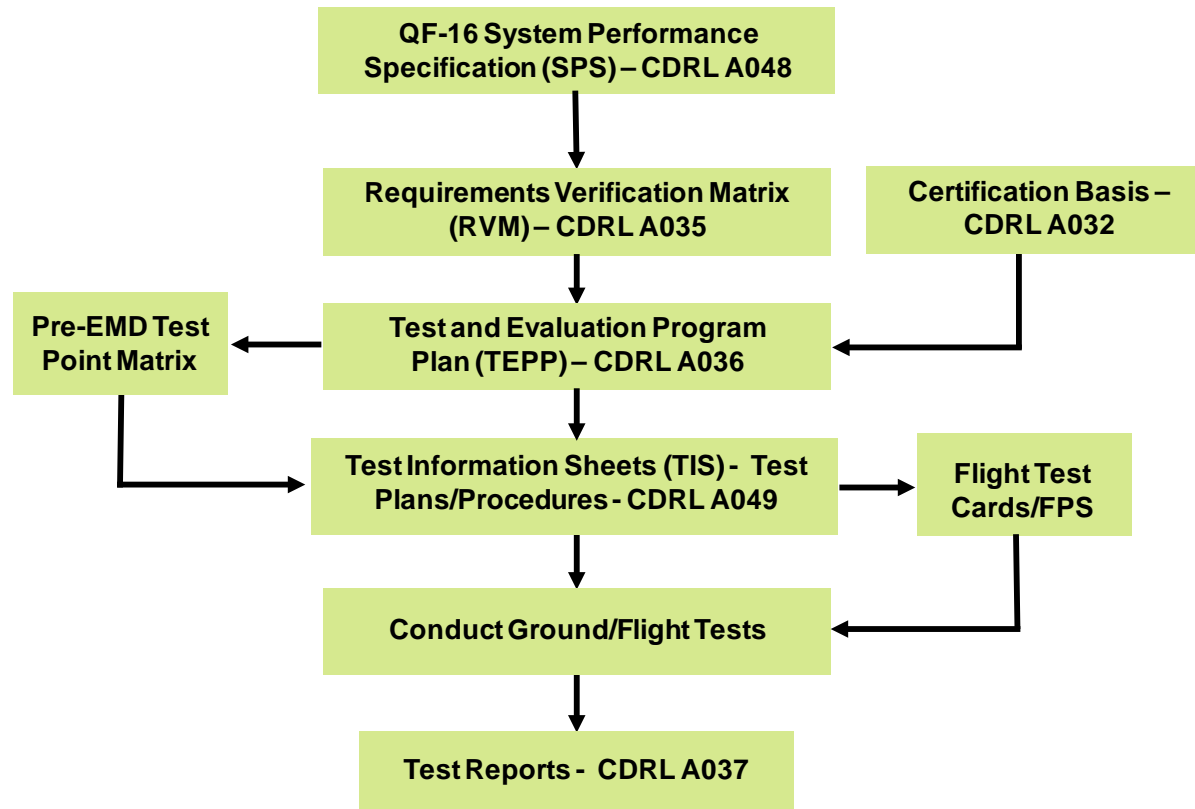 QF-16 System Performance
Specification (SPS) – CDRL A048
Requirements Verification Matrix
(RVM) – CDRL A035
Certification Basis –
CDRL A032
Pre-EMD Test
Point Matrix
Test and Evaluation Program
Plan (TEPP) – CDRL A036
Test Information Sheets (TIS) - Test
Plans/Procedures - CDRL A049
Flight Test
Cards/FPS
Conduct Ground/Flight Tests
Test Reports - CDRL A037